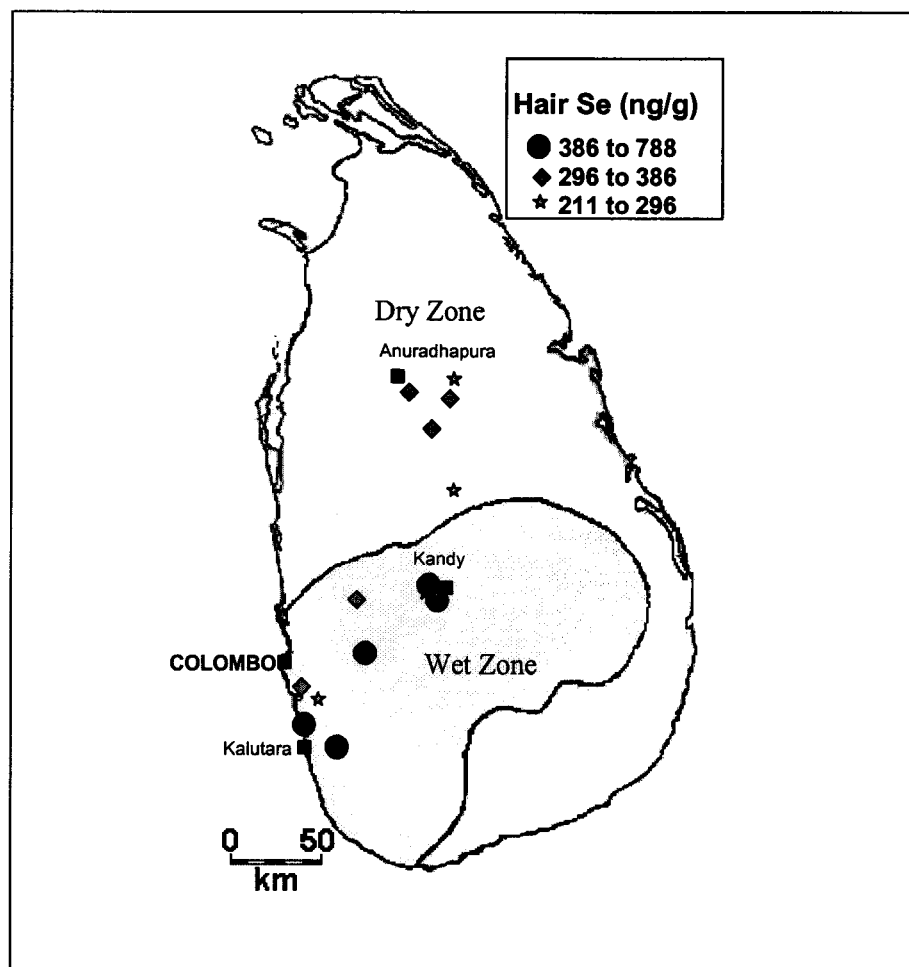 Hair Se (ng/g)
386 to 788
296 to 386
211 to 296
Dry Zone
Anuradhapura
Kandy
COLOMBO
Wet Zone
Kalutara
0 50
km